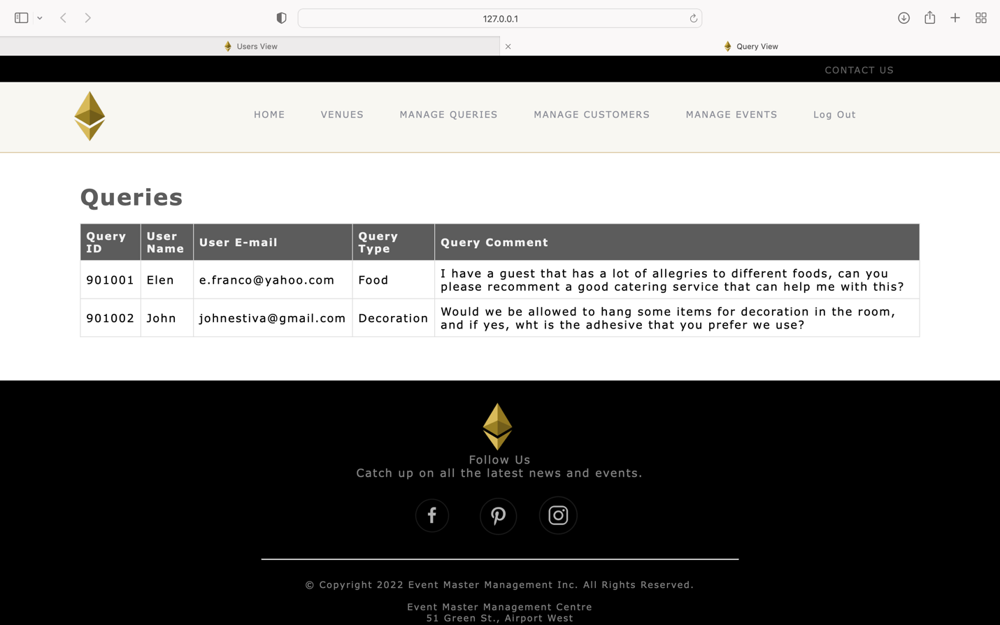 127.0.0.1
Users View
Query View
CONTACT US
HOME VENUES MANAGE QUERIES MANAGE CUSTOMERS MANAGE EVENTS Log Out
Queries
Query ID User Name User E-mail Query Type Query Comment
901001 Elen e.franco@yahoo.com Food I have a guest that has a lot of allegries to different foods, can you
please recomment a good catering service that can help me with this?
901002 John johnestiva@gmail.com Decoration Would we be allowed to hang some items for decoration in the room,
and if yes, wht is the adhesive that you prefer we use?
Follow Us
Catch up on all the latest news and events.
© Copyright 2022 Event Master Management Inc. All Rights Reserved.
Event Master Management Centre
51 Green St., Airport West